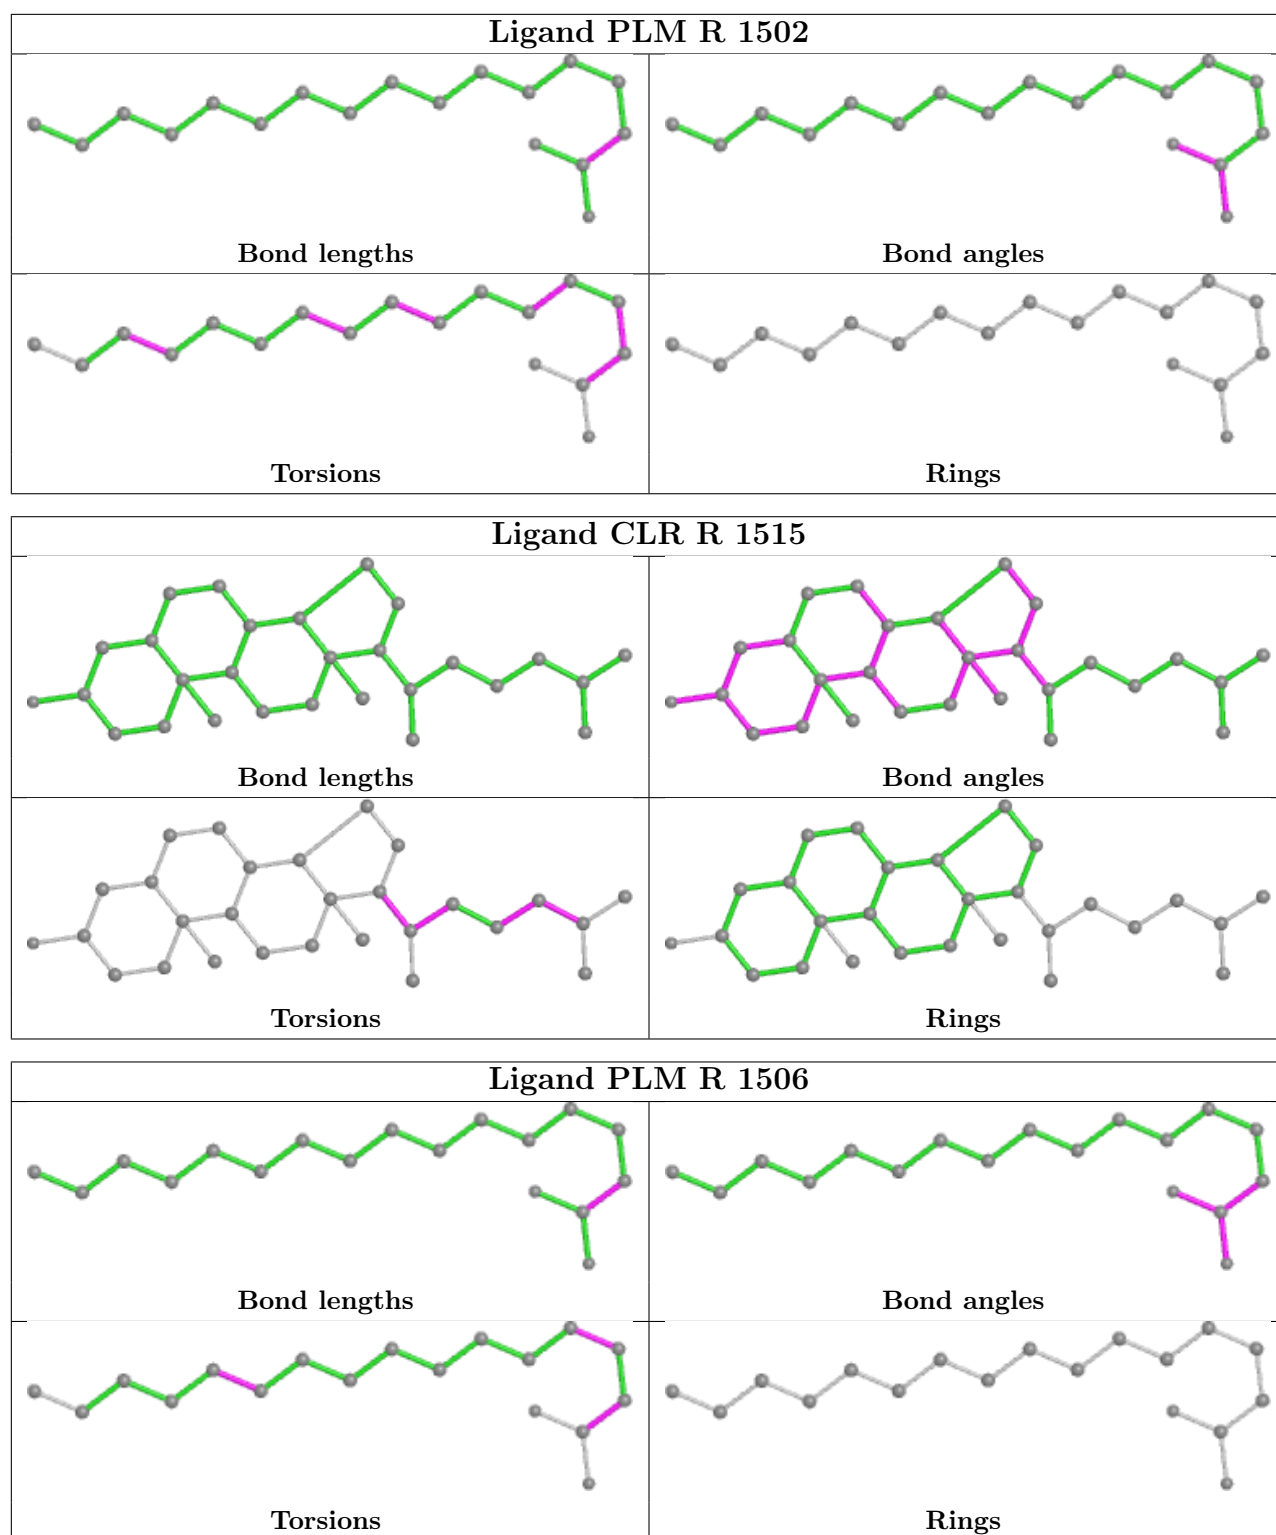 Ligand PLM R 1502
Bond lengths
Bond angles
Torsions
Rings
Ligand CLR R 1515
Bond lengths
Bond angles
Torsions
Rings
Ligand PLM R 1506
Bond lengths
Bond angles
Torsions
Rings